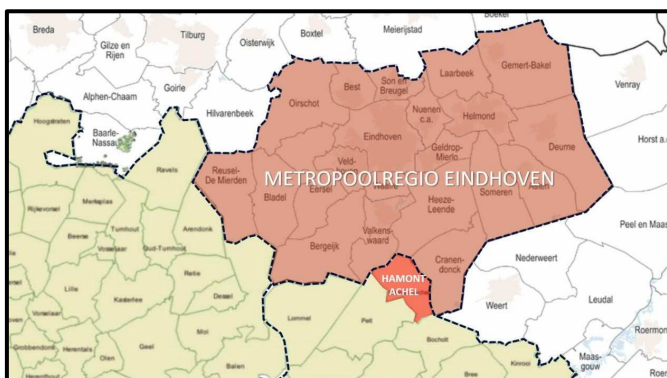 Breda
Gilze en
Rijen
Tilburg
Oisterwijk
Boxtel
Meierijstad
Boekel
Alphen-Chaam
Goirle
Hilvarenbeek
Oirschot
Best
Son en
Breugel
Laarbeek
Gemert-Bakel
Venray
Hoogstraten
Baarle-
Nassau
Nuenen
c.a.
Helmond
Eindhoven
Horst a.
Deurne
Ravels
Reusel-
De Mierden
Veld-
Geldrop-
Mierlo
METROPOOLREGIO EINDHOVEN
Bladel
Eersel
Heeze-
Leende
Someren
Rijkevorsel
Merksplas
Beerse
Turnhout
Vosselaar
Oud-Turnhout
Arendonk
Valkens-
waard
Bergeijk
Cranen-
donck
Peel en Maas
Nederweert
Retie
Lille
Kasterlee
Dessel
HAMONT
ACHEL
Weert
Leudal
Vorselaar
Grobbendonk
Herentals
Olen
Geel
Mol
Balen
Lommel
Pelt
Bocholt
Bree
Kinrooi
Maas-
gouw
Roermon
Roer